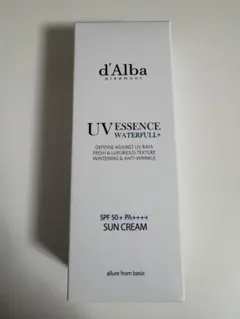 d'Alba
piedmont
UV ESSENCE
WATERFULL+
DEFENSE AGAINST UV RAYS
FRESH & LUXURIOUS TEXTURE
WHITENING & ANTI-WRINKLE
SPF 50+ PA++++
SUN CREAM
allure from basic